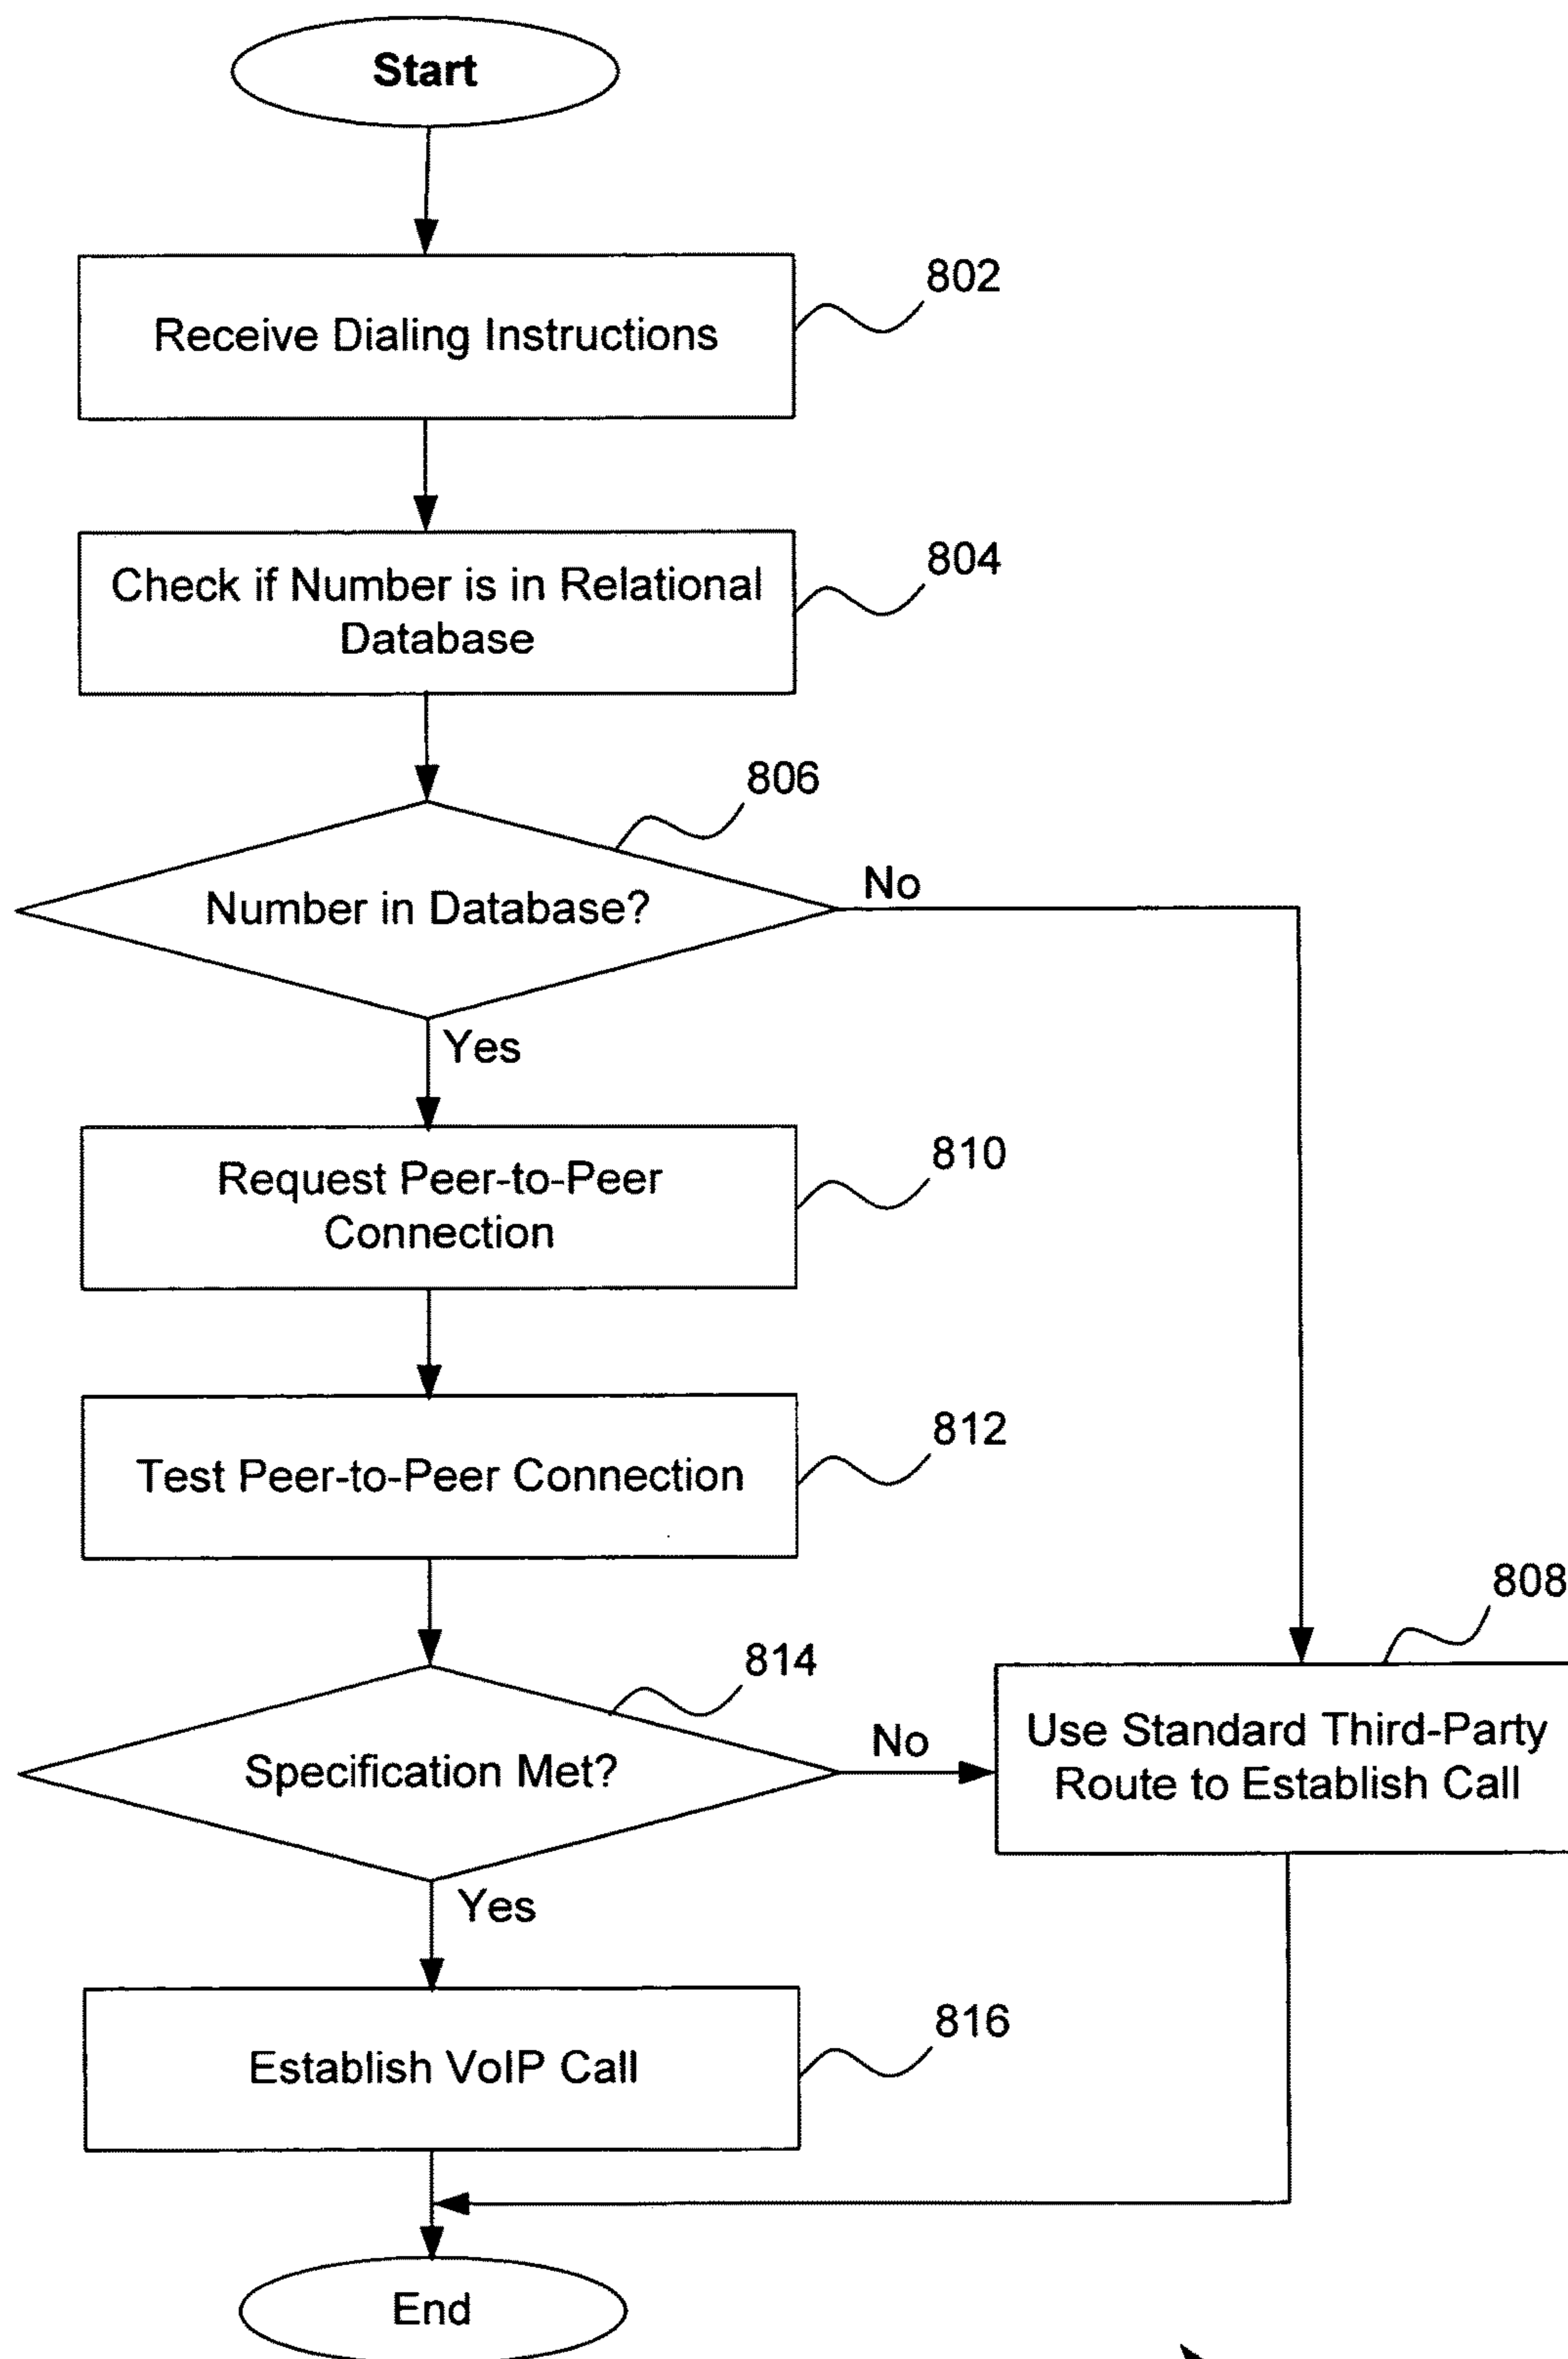 Start
802
Receive Dialing Instructions
804
Check if Number is in Relational
Database
806
Number in Database?
No
Yes
810
Request Peer-to-Peer
Connection
812
Test Peer-to-Peer Connection
808
814
Use Standard Third-Party
Route to Establish Call
No
Specification Met?
Yes
816
Establish VoIP Call
End